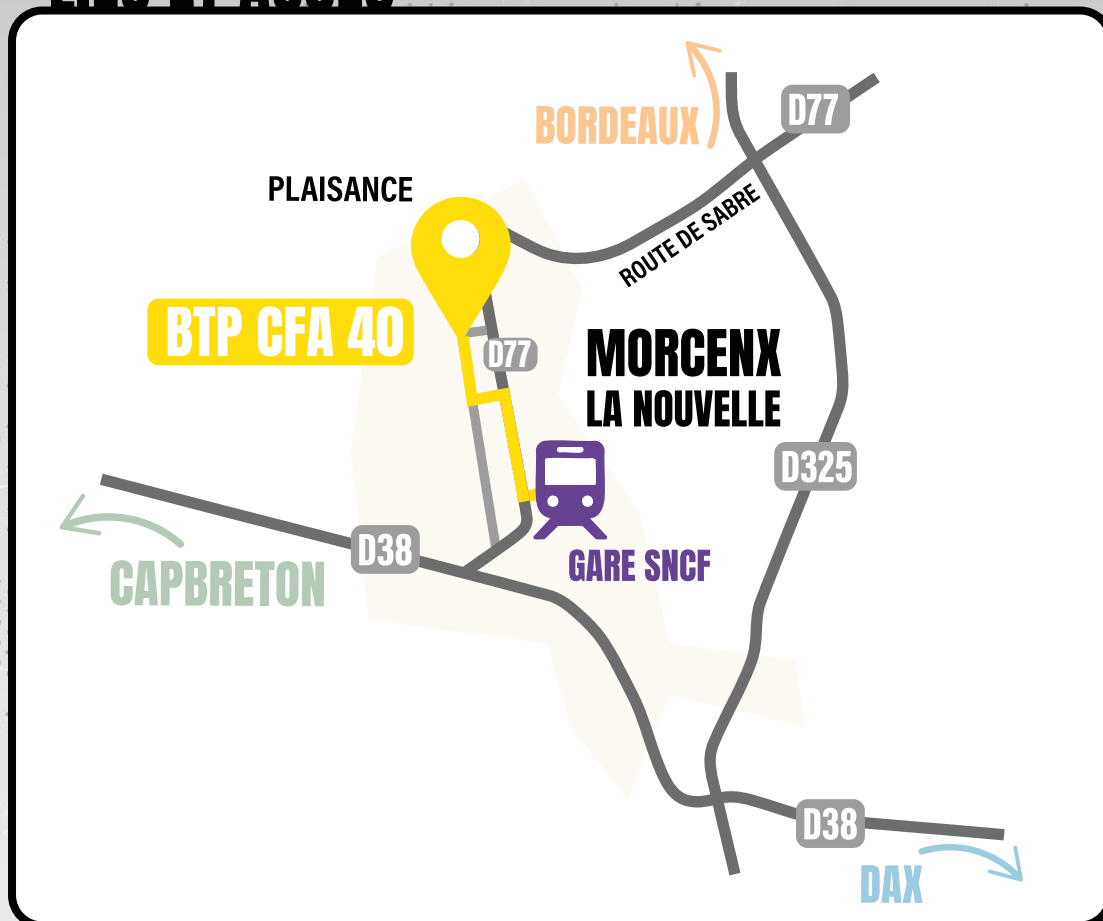 BORDEAUX
D77
PLAISANCE
ROUTE DE SABRE
BTP CFA 40
D77
MORCENX
LA NOUVELLE
D325
D38
GARE SNCF
CAPBRETON
D38
DAX